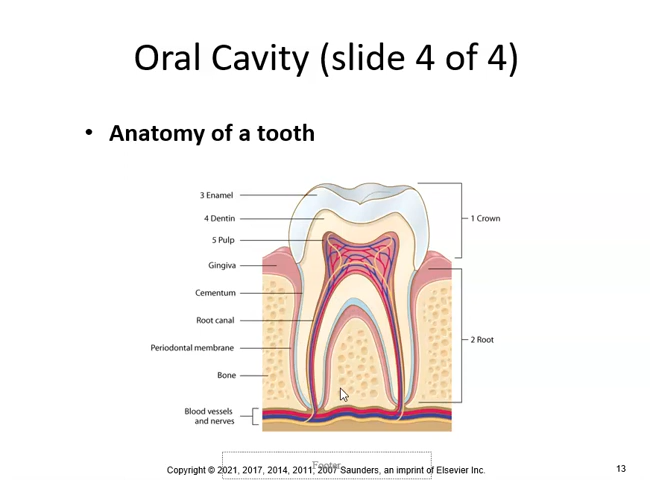 Oral Cavity (slide 4 of 4)
• Anatomy of a tooth
3 Enamel
4 Dentin
5 Pulp
Gingiva
Cementum
Root canal
Periodontal membrane
Bone
Blood vessels
and nerves
1 Crown
2 Root
Footer
Copyright © 2021, 2017, 2014, 2011, 2007 Saunders, an imprint of Elsevier Inc.
13